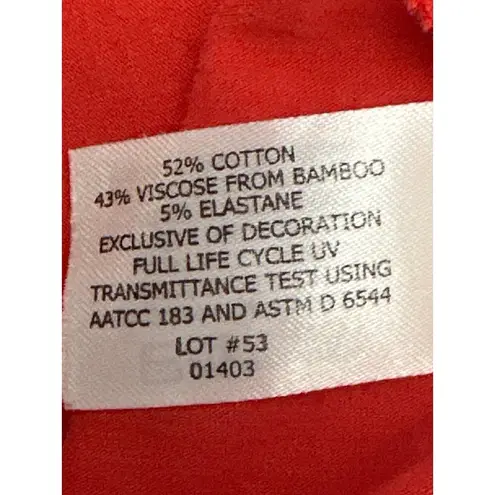 52% COTTON
43% VISCOSE FROM BAMBOO
5% ELASTANE
EXCLUSIVE OF DECORATION
FULL LIFE CYCLE UV
TRANSMITTANCE TEST USING
AATCC 183 AND ASTM D 6544
LOT #53
01403